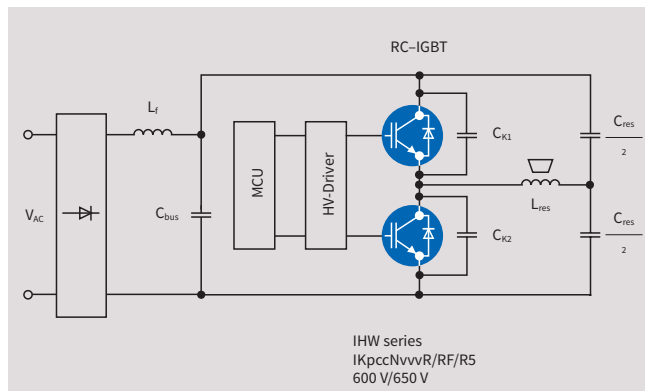 RC–IGBT
L_f
C_K1
C_res
2
MCU
HV-Driver
V_AC
C_bus
L_res
C_K2
C_res
2
IHW series
IKpccNvvvR/RF/R5
600 V/650 V